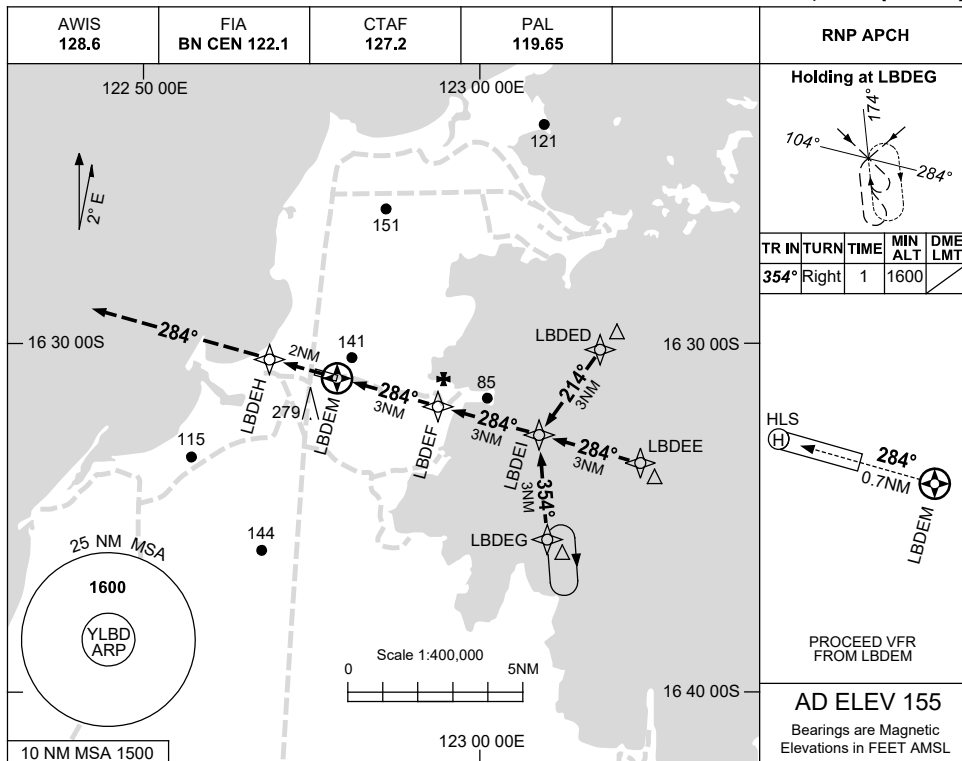 AWIS
128.6
FIA
BN CEN 122.1
CTAF
127.2
PAL
119.65
RNP APCH
122 50 00E
123 00 00E
121
2° E
151
284°
16 30 00S
2NM
141
LBDED
16 30 00S
LBDEH
279
LBDEM
284°
3NM
LBDEF
85
284°
3NM
214°
3NM
LBDEI
284°
3NM
LBDEE
115
354°
3NM
144
LBDEG
25 NM MSA
1600
YLBD
ARP
Scale 1:400,000
0
5NM
16 40 00S
123 00 00E
10 NM MSA 1500
Holding at LBDEG
174°
104°
284°
TR IN TURN TIME MIN ALT DME LMT
354° Right 1 1600
HLS
H
284°
0.7NM
LBDEM
PROCEED VFR
FROM LBDEM
AD ELEV 155
Bearings are Magnetic
Elevations in FEET AMSL